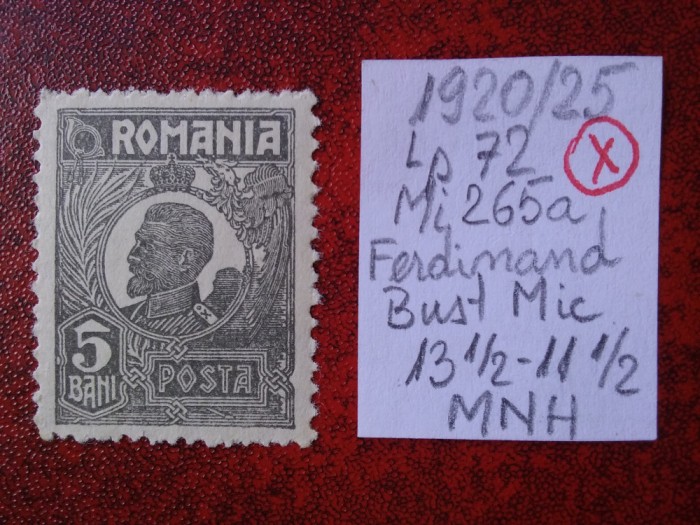 ROMANIA
5
BANI
POSTA
1920/25
Lp 72 X
Mi 265a
Ferdinand
Bust Mic
13 1/2-11 1/2
MNH